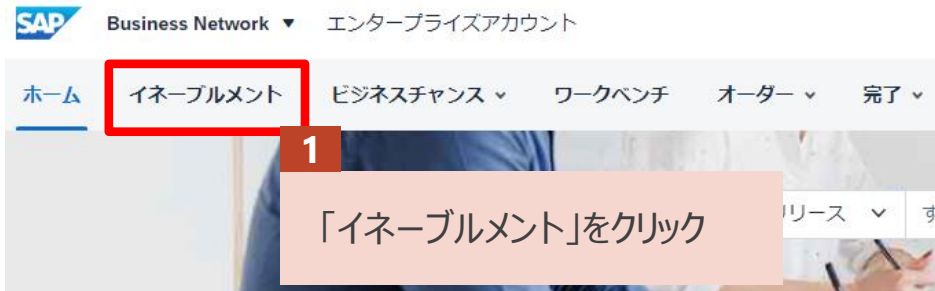 SAP Business Network ▼ エンタープライズアカウント
ホーム イネーブルメント ビジネスチャンス ワークベンチ オーダー 完了
1
「イネーブルメント」をクリック
リリース